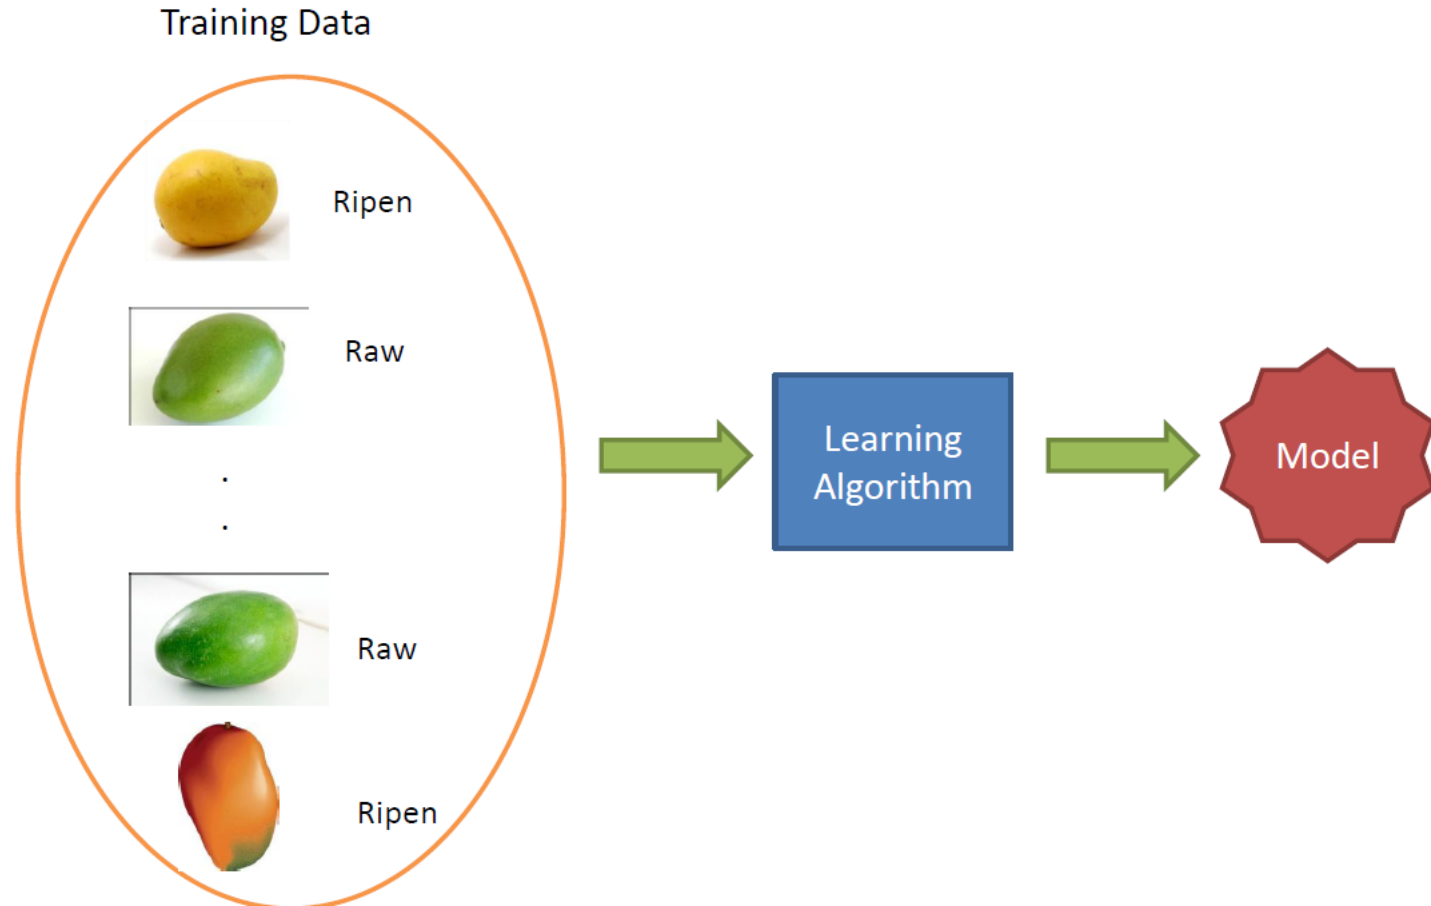 Training Data
Ripen
Raw
.
.
Raw
Ripen
Learning
Algorithm
Model